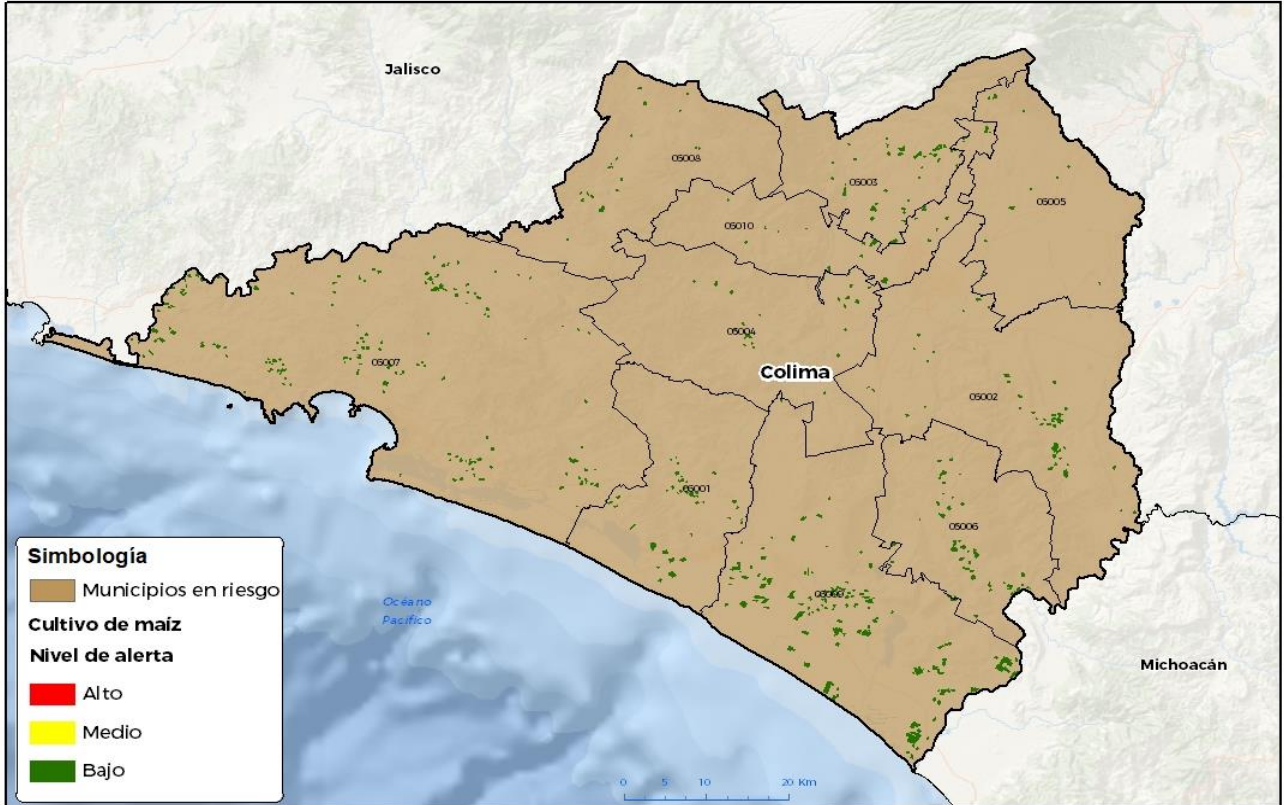 Jalisco
05008
05003
05005
05010
05004
05007
Colima
05002
05001
05006
Simbología
Municipios en riesgo
Cultivo de maíz
Nivel de alerta
Alto
Medio
Bajo
Océano
Pacífico
Michoacán
0 5 10 20 Km